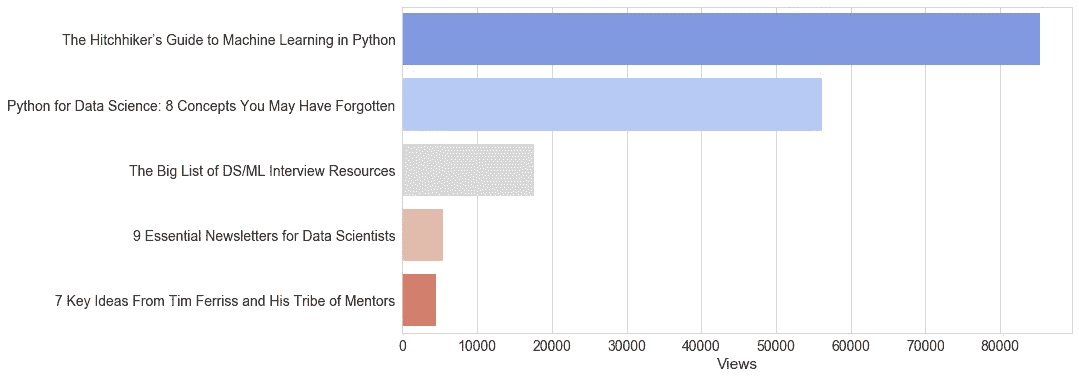 The Hitchhiker's Guide to Machine Learning in Python
Python for Data Science: 8 Concepts You May Have Forgotten
The Big List of DS/ML Interview Resources
9 Essential Newsletters for Data Scientists
7 Key Ideas From Tim Ferriss and His Tribe of Mentors
0 10000 20000 30000 40000 50000 60000 70000 80000
Views